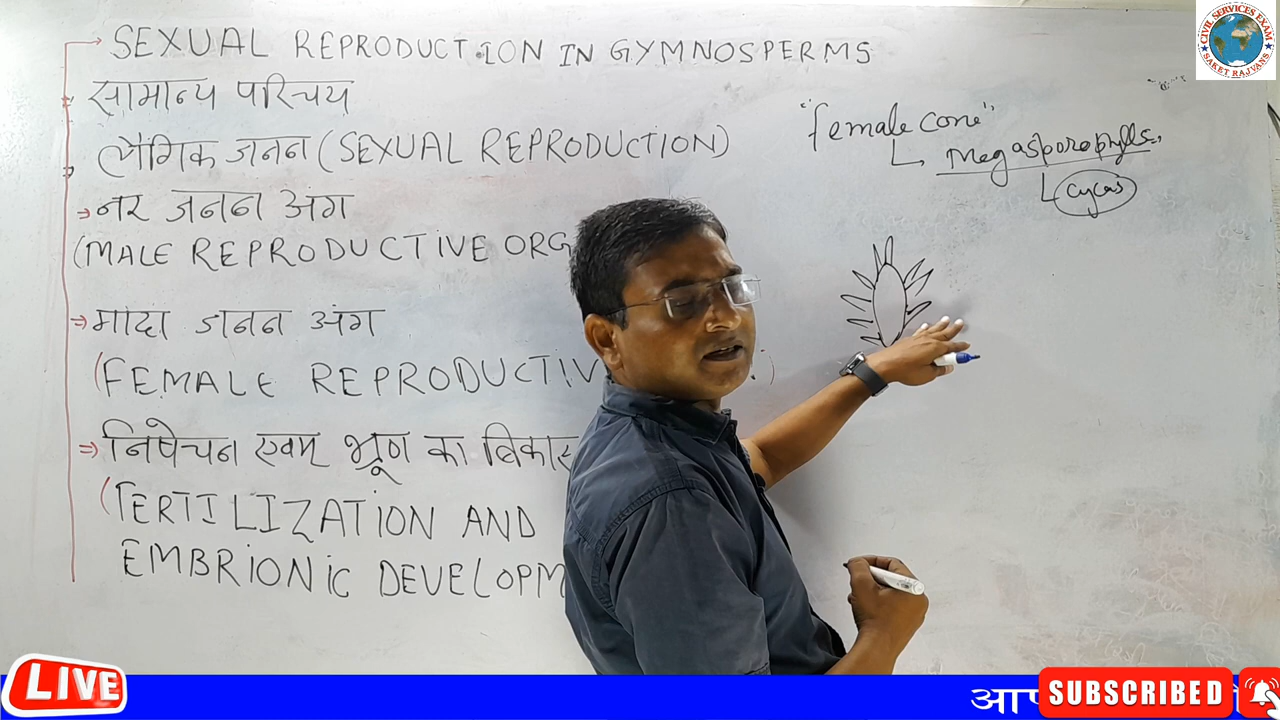 SEXUAL REPRODUCTION IN GYMNOSPERMS
सामान्य परिचय
लैंगिक जनन (SEXUAL REPRODUCTION)
⇒ नर जनन अंग
(MALE REPRODUCTIVE ORG
⇒ मादा जनन अंग
(FEMALE REPRODUCTIV )
⇒ निषेचन एवम् भ्रूण का विकास
(FERTILIZATION AND
EMBRIONIC DEVELOPM
"female cone"
Megasporophylls
cycas
CIVIL SERVICES EXAM
SAKET RAJVANS
LIVE
SUBSCRIBED